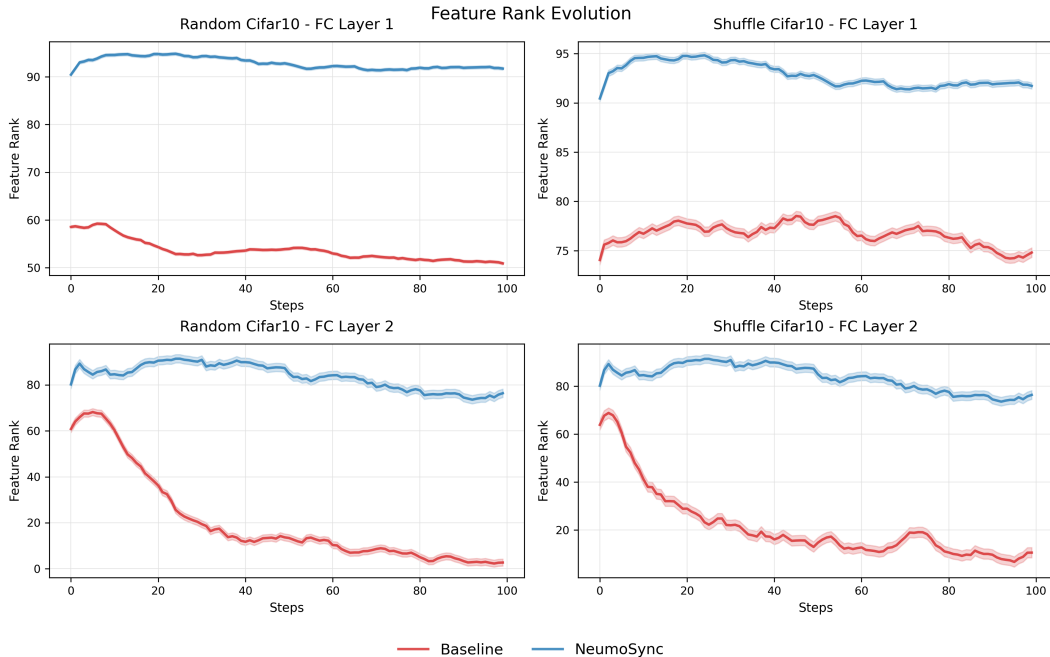 Feature Rank Evolution
Random Cifar10 - FC Layer 1
Shuffle Cifar10 - FC Layer 1
Feature Rank
90
80
70
60
50
0 20 40 60 80 100
Steps
Feature Rank
95
90
85
80
75
0 20 40 60 80 100
Steps
Random Cifar10 - FC Layer 2
Shuffle Cifar10 - FC Layer 2
Feature Rank
80
60
40
20
0
0 20 40 60 80 100
Steps
Feature Rank
80
60
40
20
0 20 40 60 80 100
Steps
Baseline NeumoSync